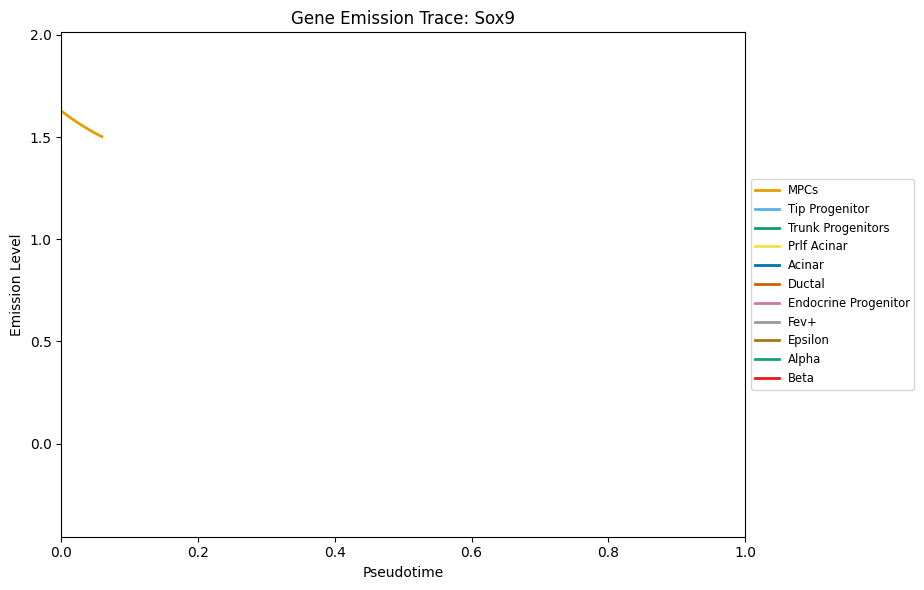 Gene Emission Trace: Sox9
2.0
1.5
1.0
0.5
0.0
Emission Level
0.0 0.2 0.4 0.6 0.8 1.0
Pseudotime
MPCs
Tip Progenitor
Trunk Progenitors
Prlf Acinar
Acinar
Ductal
Endocrine Progenitor
Fev+
Epsilon
Alpha
Beta